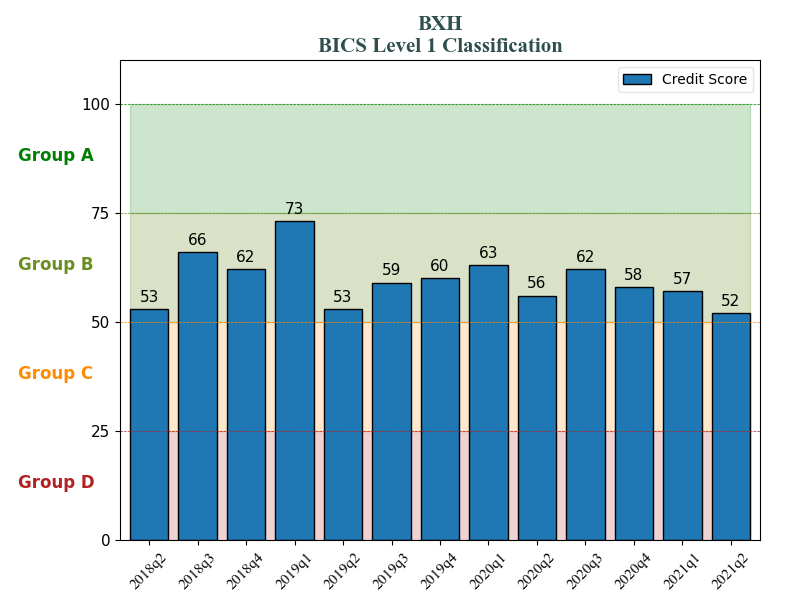 BXH
BICS Level 1 Classification
Credit Score
100
75
50
25
0
Group A
Group B
Group C
Group D
53
66
62
73
53
59
60
63
56
62
58
57
52
2018q2
2018q3
2018q4
2019q1
2019q2
2019q3
2019q4
2020q1
2020q2
2020q3
2020q4
2021q1
2021q2